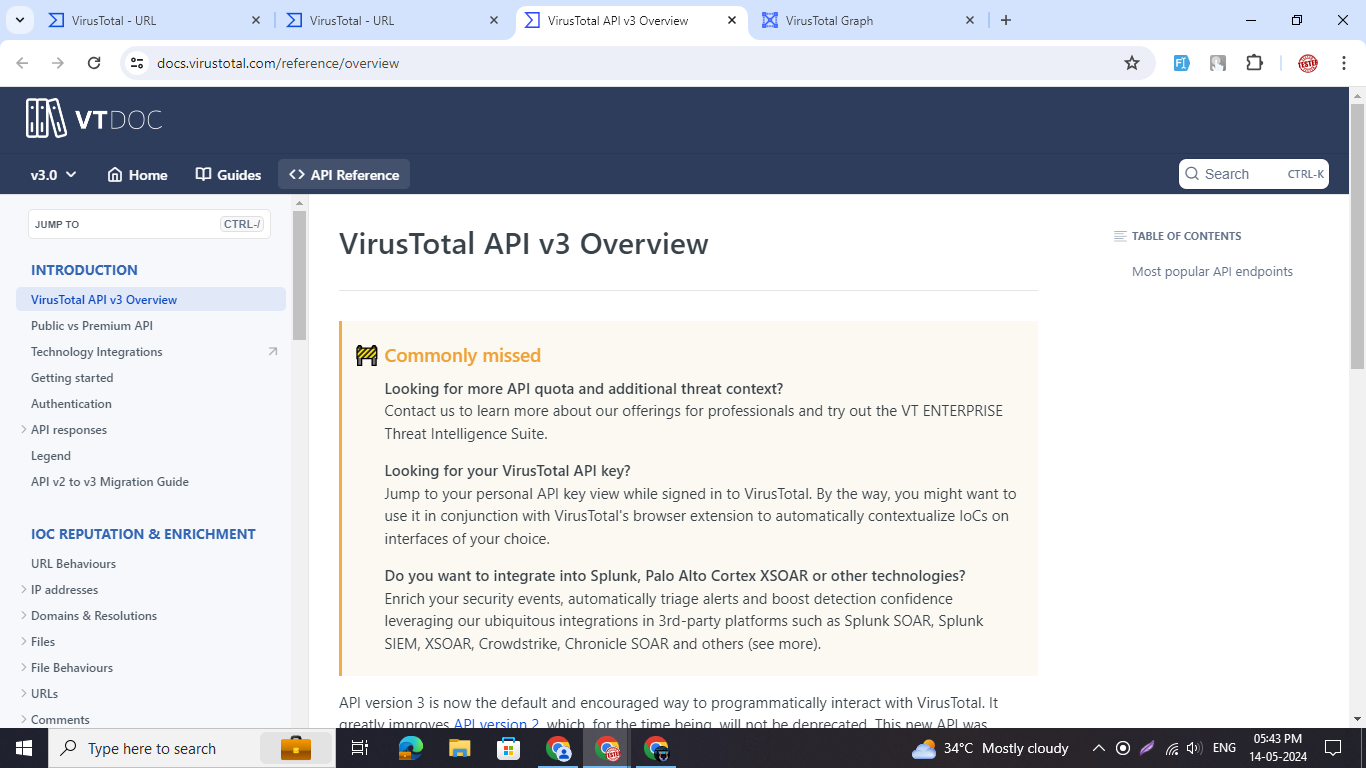 VirusTotal - URL
VirusTotal - URL
VirusTotal API v3 Overview
VirusTotal Graph
docs.virustotal.com/reference/overview
TESTER
VTDOC
v3.0
Home
Guides
API Reference
Search
CTRL-K
JUMP TO
CTRL-/
INTRODUCTION
VirusTotal API v3 Overview
Public vs Premium API
Technology Integrations
Getting started
Authentication
API responses
Legend
API v2 to v3 Migration Guide
IOC REPUTATION & ENRICHMENT
URL Behaviours
IP addresses
Domains & Resolutions
Files
File Behaviours
URLs
Comments
VirusTotal API v3 Overview
Commonly missed
Looking for more API quota and additional threat context?
Contact us to learn more about our offerings for professionals and try out the VT ENTERPRISE
Threat Intelligence Suite.
Looking for your VirusTotal API key?
Jump to your personal API key view while signed in to VirusTotal. By the way, you might want to
use it in conjunction with VirusTotal's browser extension to automatically contextualize IoCs on
interfaces of your choice.
Do you want to integrate into Splunk, Palo Alto Cortex XSOAR or other technologies?
Enrich your security events, automatically triage alerts and boost detection confidence
leveraging our ubiquitous integrations in 3rd-party platforms such as Splunk SOAR, Splunk
SIEM, XSOAR, Crowdstrike, Chronicle SOAR and others (see more).
API version 3 is now the default and encouraged way to programmatically interact with VirusTotal. It
greatly improves API version 2, which, for the time being, will not be deprecated. This new API was
TABLE OF CONTENTS
Most popular API endpoints
Type here to search
34°C Mostly cloudy
ENG
05:43 PM
14-05-2024